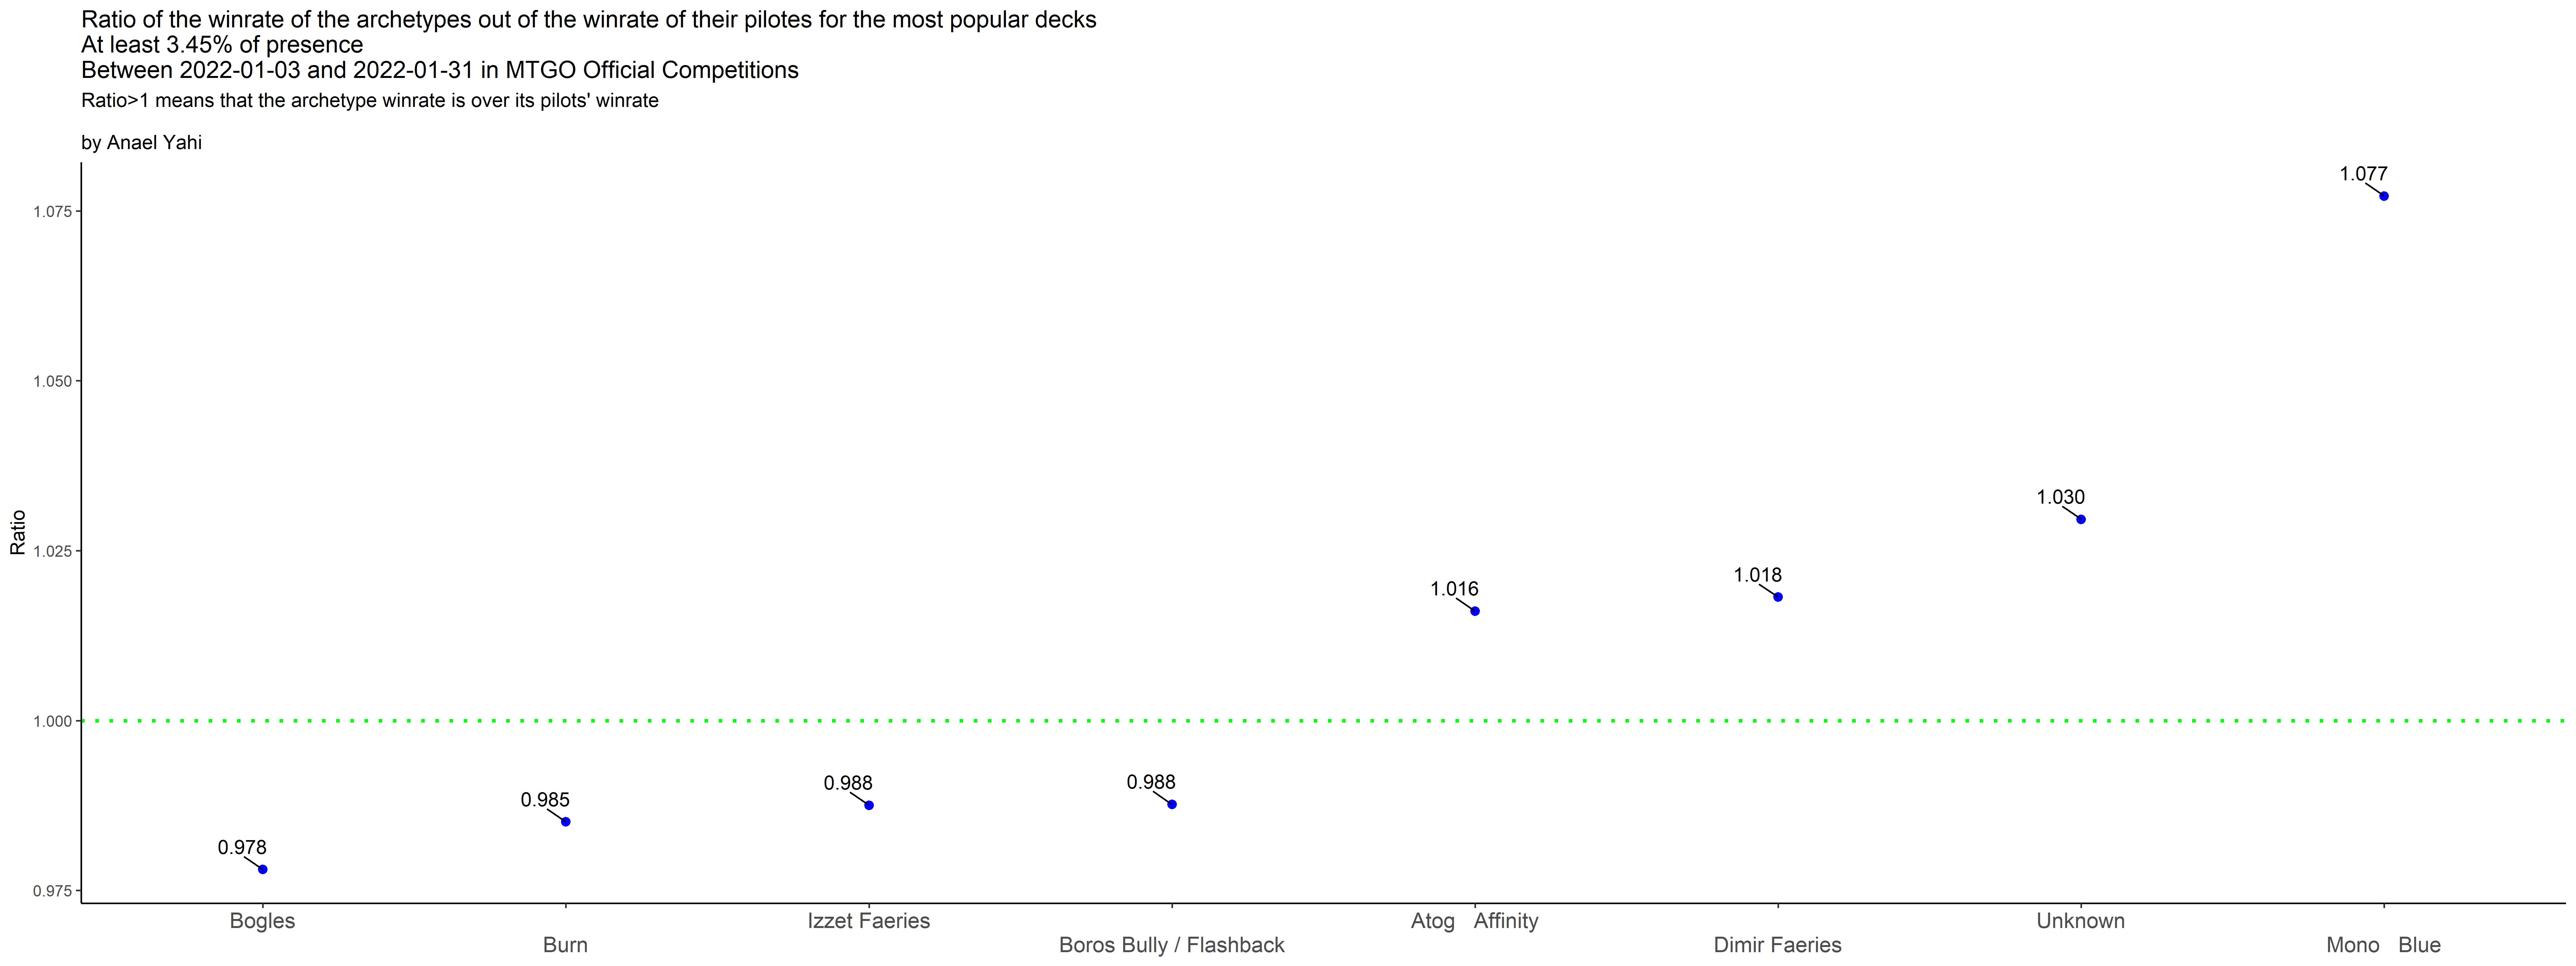 Ratio of the winrate of the archetypes out of the winrate of their pilotes for the most popular decks
At least 3.45% of presence
Between 2022-01-03 and 2022-01-31 in MTGO Official Competitions
Ratio>1 means that the archetype winrate is over its pilots' winrate
by Anael Yahi
Ratio
1.075
1.050
1.025
1.000
0.975
0.978
0.985
0.988
0.988
1.016
1.018
1.030
1.077
Bogles
Burn
Izzet Faeries
Boros Bully / Flashback
Atog Affinity
Dimir Faeries
Unknown
Mono Blue